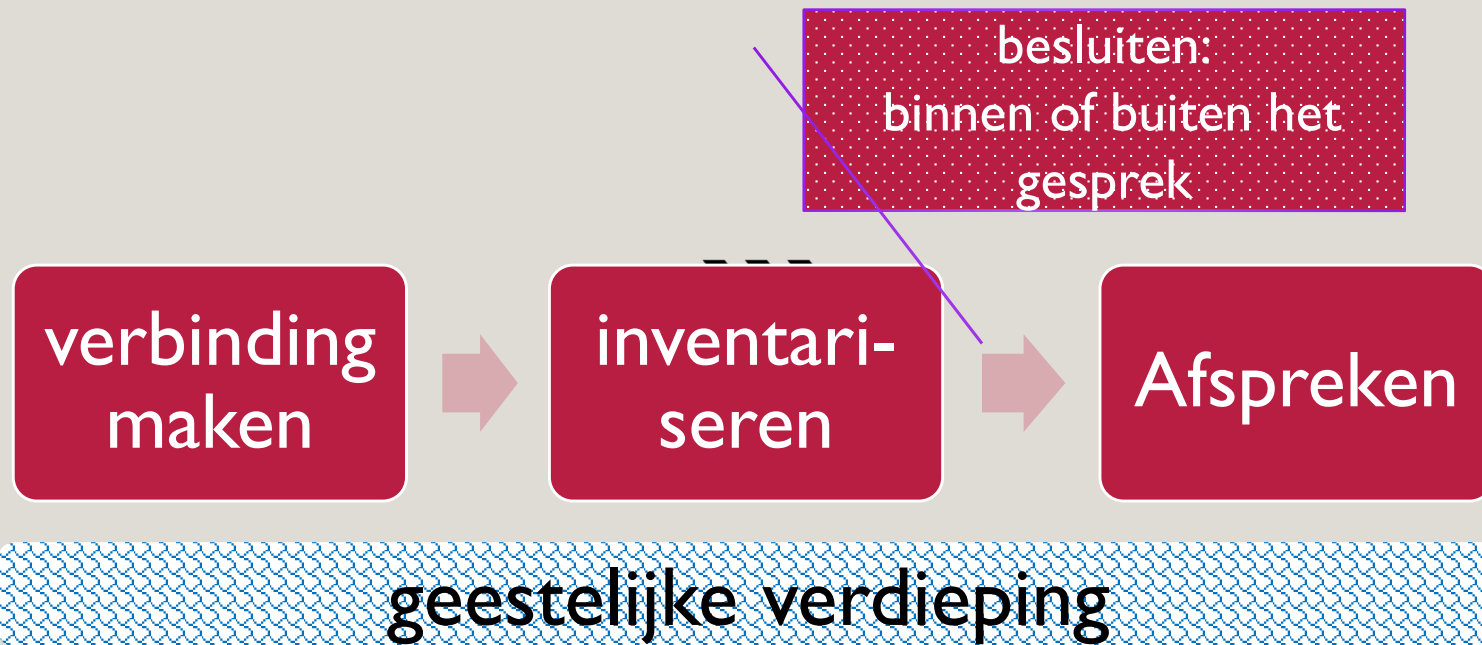 besluiten:
binnen of buiten het
gesprek
verbinding
maken
inventari-
seren
Afspreken
geestelijke verdieping